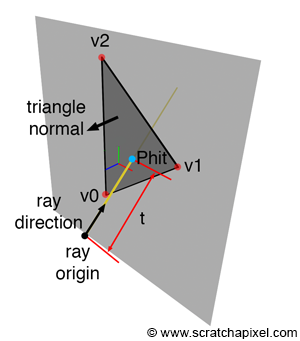 v2
triangle
normal
Phit
v1
v0
ray
direction
t
ray
origin
© www.scratchapixel.com